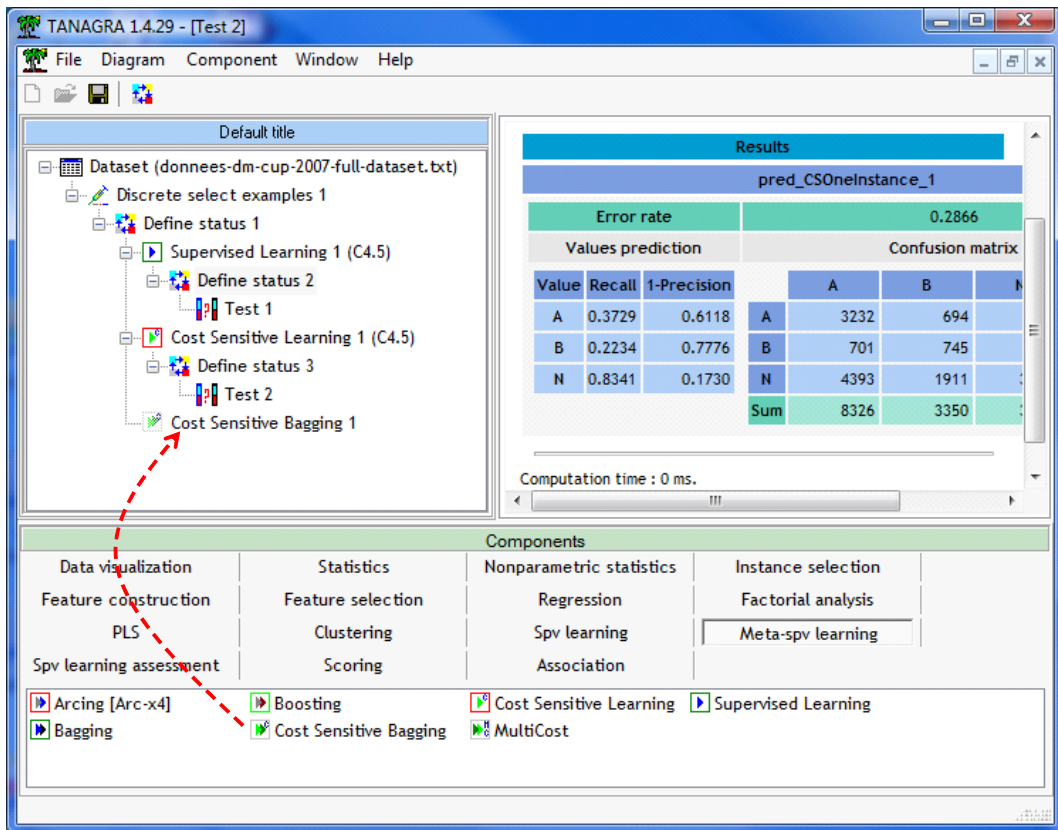 TANAGRA 1.4.29 - [Test 2]
File Diagram Component Window Help
Default title
Dataset (donnees-dm-cup-2007-full-dataset.txt)
Discrete select examples 1
Define status 1
Supervised Learning 1 (C4.5)
Define status 2
Test 1
Cost Sensitive Learning 1 (C4.5)
Define status 3
Test 2
Cost Sensitive Bagging 1
Results
pred_CSOneInstance_1
Error rate 0.2866
Values prediction Confusion matrix
Value Recall 1-Precision A B N
A 0.3729 0.6118 A 3232 694
B 0.2234 0.7776 B 701 745
N 0.8341 0.1730 N 4393 1911
Sum 8326 3350
Computation time : 0 ms.
Components
Data visualization Statistics Nonparametric statistics Instance selection
Feature construction Feature selection Regression Factorial analysis
PLS Clustering Spv learning Meta-spv learning
Spv learning assessment Scoring Association
Arcing [Arc-x4] Boosting Cost Sensitive Learning Supervised Learning
Bagging Cost Sensitive Bagging MultiCost